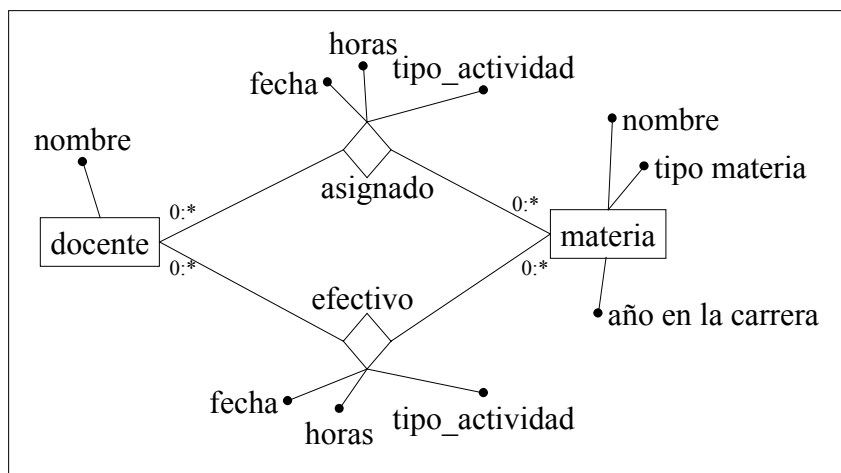 horas
fecha
tipo_actividad
nombre
nombre
tipo materia
asignado
0:*
0:*
docente
materia
0:*
0:*
efectivo
año en la carrera
fecha
horas
tipo_actividad